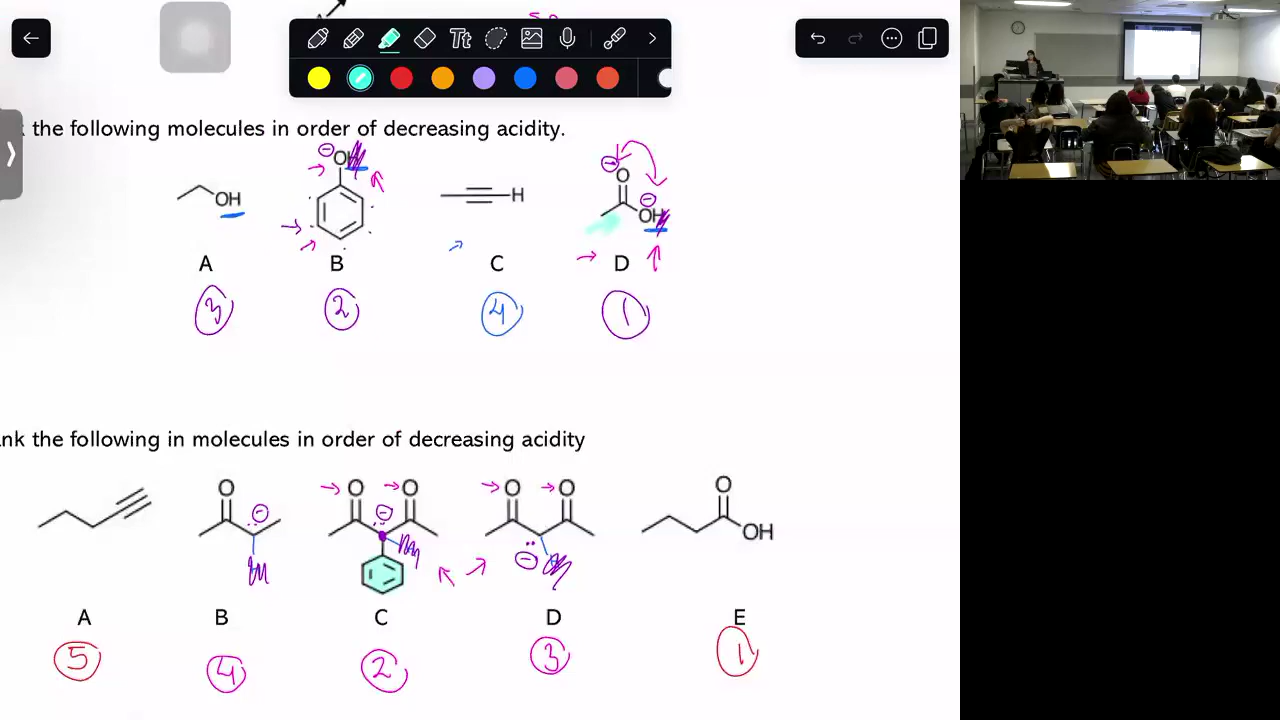 Tt
the following molecules in order of decreasing acidity.
OH
OH
H
O
OH
A
B
C
D
3
2
4
1
nk the following in molecules in order of decreasing acidity
O
O
O
O
O
O
OH
A
B
C
D
E
5
4
2
3
1